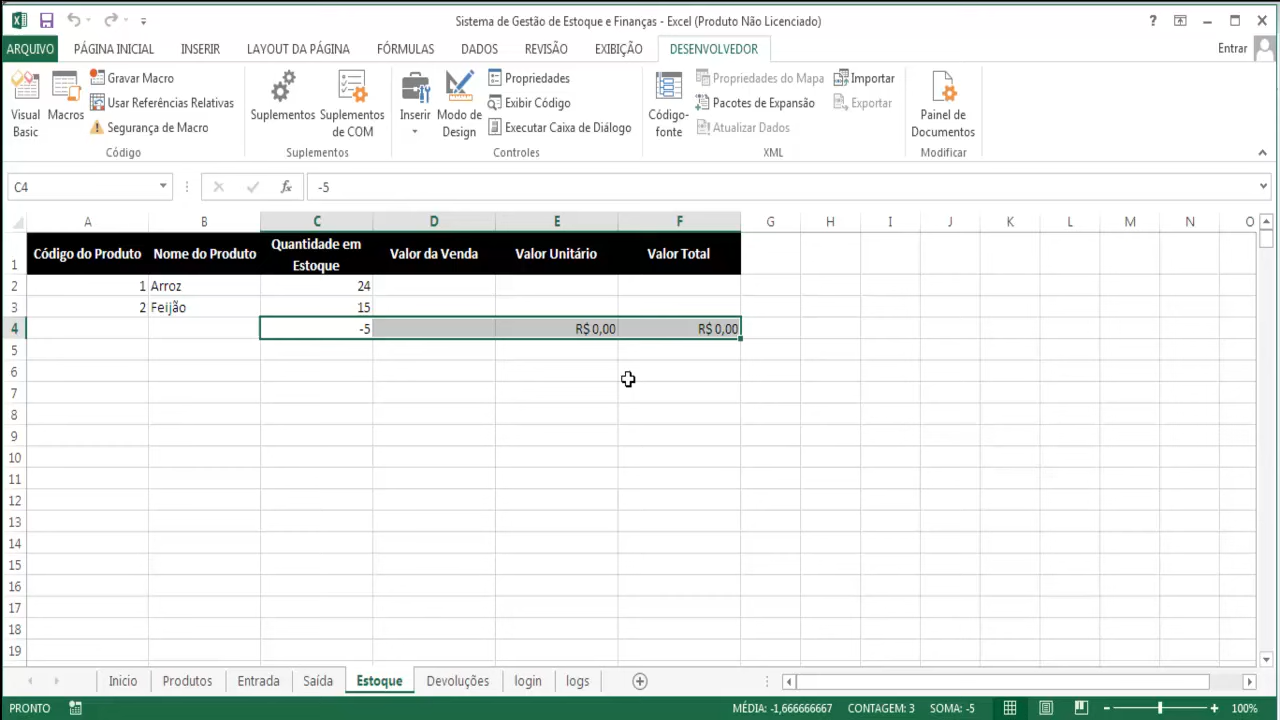 Sistema de Gestão de Estoque e Finanças - Excel (Produto Não Licenciado)
?
ARQUIVO PÁGINA INICIAL INSERIR LAYOUT DA PÁGINA FÓRMULAS DADOS REVISÃO EXIBIÇÃO DESENVOLVEDOR Entrar
Visual Basic
Macros
Gravar Macro
Usar Referências Relativas
Segurança de Macro
Código
Suplementos
Suplementos de COM
Suplementos
Inserir
Modo de Design
Propriedades
Exibir Código
Executar Caixa de Diálogo
Controles
Código-fonte
Propriedades do Mapa
Pacotes de Expansão
Atualizar Dados
Importar
Exportar
XML
Painel de Documentos
Modificar
C4 fx -5
A B C D E F G H I J K L M N O
1 Código do Produto Nome do Produto Quantidade em Estoque Valor da Venda Valor Unitário Valor Total
2 1 Arroz 24
3 2 Feijão 15
4 -5 R$ 0,00 R$ 0,00
5
6
7
8
9
10
11
12
13
14
15
16
17
18
19
Inicio Produtos Entrada Saída Estoque Devoluções login logs
PRONTO MÉDIA: -1,666666667 CONTAGEM: 3 SOMA: -5 100%